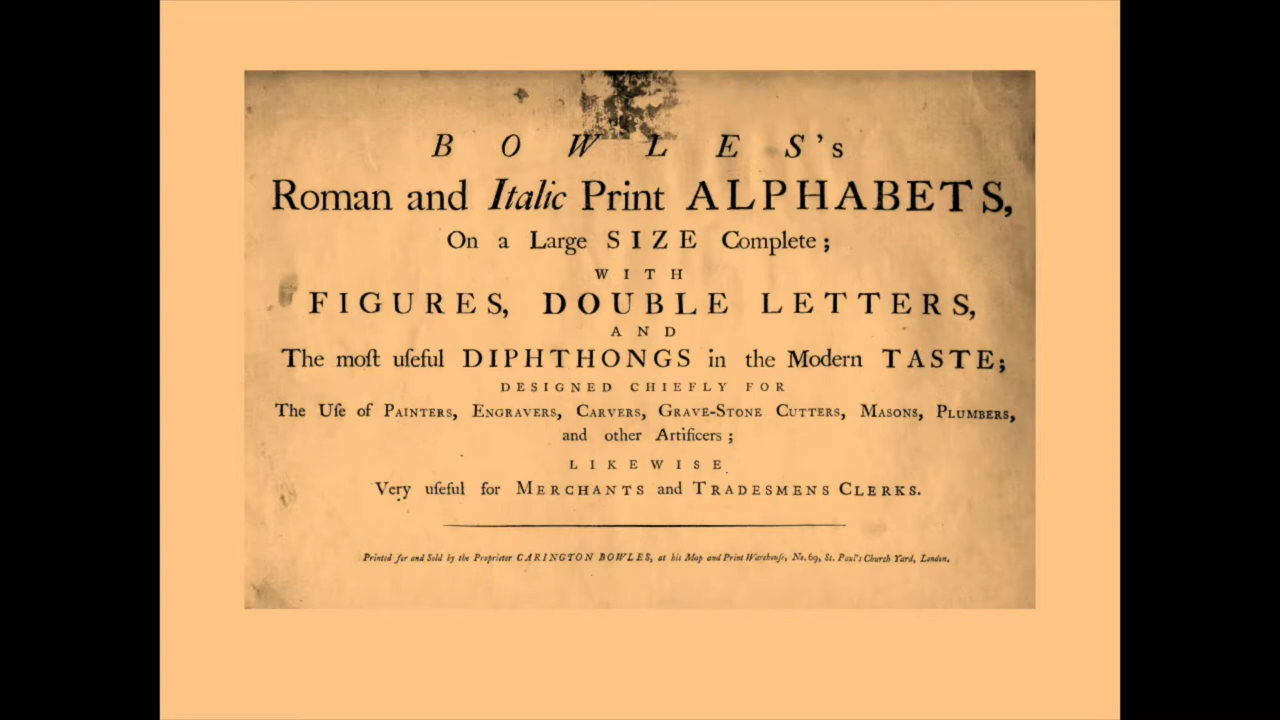 B O W L E S's
Roman and Italic Print ALPHABETS,
On a Large SIZE Complete;
WITH
FIGURES, DOUBLE LETTERS,
AND
The moſt uſeful DIPHTHONGS in the Modern TASTE;
DESIGNED CHIEFLY FOR
The Uſe of PAINTERS, ENGRAVERS, CARVERS, GRAVE-STONE CUTTERS, MASONS, PLUMBERS,
and other Artificers;
LIKEWISE
Very uſeful for MERCHANTS and TRADESMENS CLERKS.
Printed for and Sold by the Proprietor CARINGTON BOWLES, at his Map and Print Warehouſe, No. 69, St. Paul's Church Yard, London.